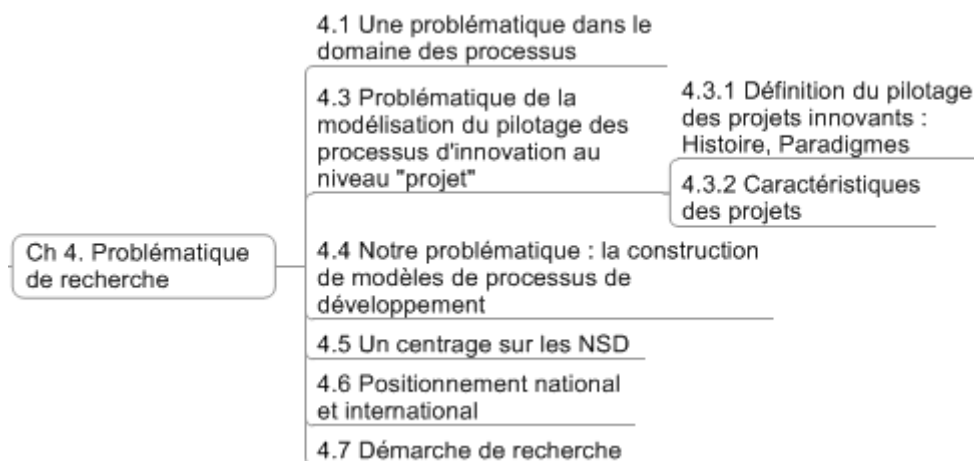 4.1 Une problématique dans le
domaine des processus
4.3 Problématique de la
modélisation du pilotage des
processus d'innovation au
niveau "projet"
4.3.1 Définition du pilotage
des projets innovants :
Histoire, Paradigmes
4.3.2 Caractéristiques
des projets
Ch 4. Problématique
de recherche
4.4 Notre problématique : la construction
de modèles de processus de
développement
4.5 Un centrage sur les NSD
4.6 Positionnement national
et international
4.7 Démarche de recherche